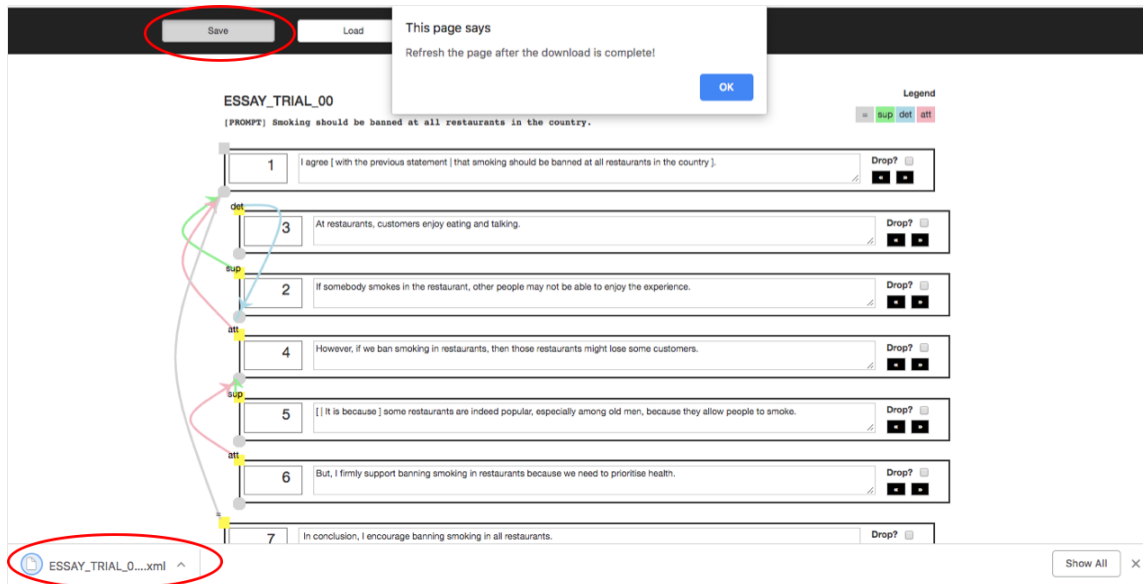 Save
Load
This page says
Refresh the page after the download is complete!
OK
ESSAY_TRIAL_00
[PROMPT] Smoking should be banned at all restaurants in the country.
Legend
= sup det att
1
I agree [ with the previous statement | that smoking should be banned at all restaurants in the country ].
Drop?
« »
det
3
At restaurants, customers enjoy eating and talking.
Drop?
« »
sup
2
If somebody smokes in the restaurant, other people may not be able to enjoy the experience.
Drop?
« »
att
4
However, if we ban smoking in restaurants, then those restaurants might lose some customers.
Drop?
« »
sup
5
[ | It is because ] some restaurants are indeed popular, especially among old men, because they allow people to smoke.
Drop?
« »
att
6
But, I firmly support banning smoking in restaurants because we need to prioritise health.
Drop?
« »
=
7
In conclusion, I encourage banning smoking in all restaurants.
Drop?
ESSAY_TRIAL_0....xml
Show All